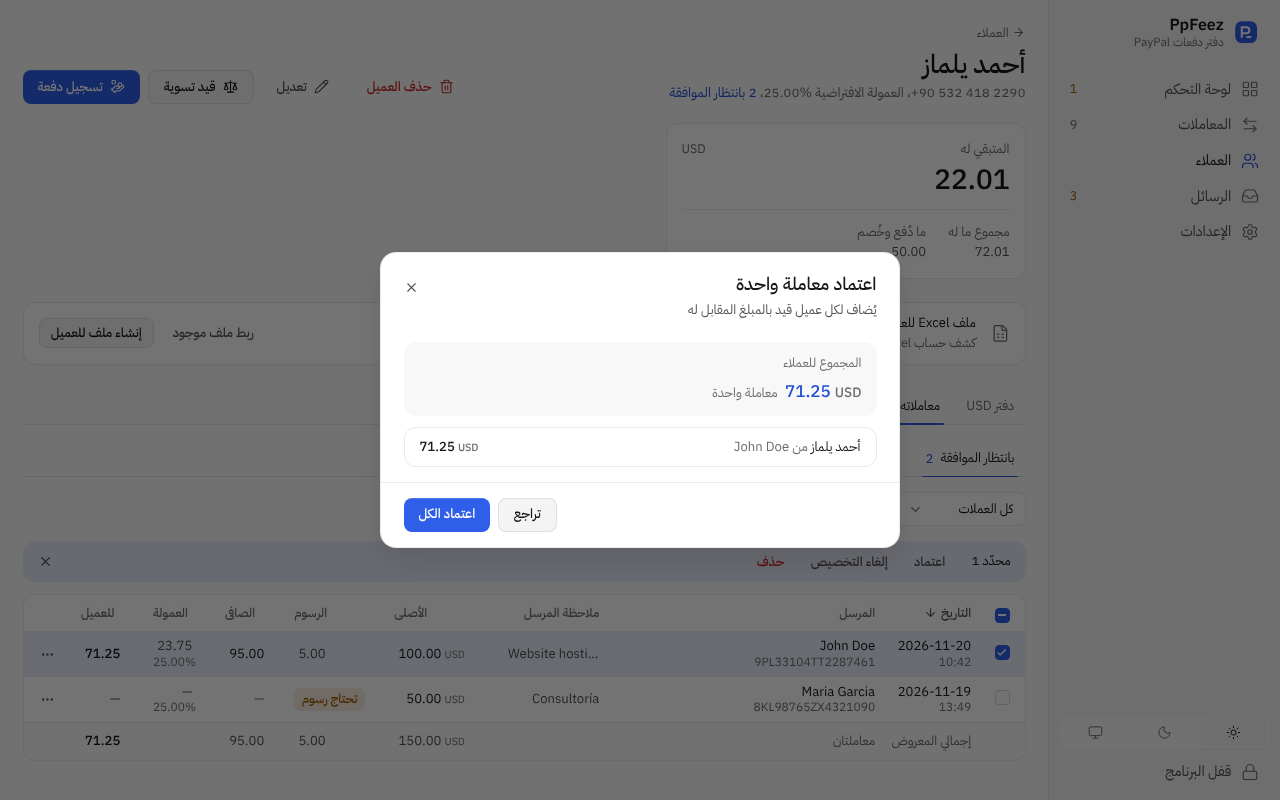 PpFeez
دفتر دفعات PayPal
لوحة التحكم 1
المعاملات 9
العملاء
الرسائل 3
الإعدادات
قفل البرنامج
العملاء
أحمد يلماز
+90 532 418 2290، العمولة الافتراضية 25.00%، 2 بانتظار الموافقة
حذف العميل
تعديل
قيد تسوية
تسجيل دفعة
المتبقي له USD
22.01
مجموع ما له ما دُفع وخُصم
72.01 50.00
ملف Excel
كشف حساب
ربط ملف موجود
إنشاء ملف للعميل
دفتر USD معاملاته
بانتظار الموافقة 2
كل العملات
اعتماد معاملة واحدة
يُضاف لكل عميل قيد بالمبلغ المقابل له
المجموع للعملاء
71.25 USD معاملة واحدة
أحمد يلماز من John Doe 71.25 USD
تراجع
اعتماد الكل
محدّد 1 اعتماد إلغاء التخصيص حذف
التاريخ المرسل ملاحظة المرسل الأصلي الرسوم الصافي العمولة للعميل
2026-11-20 John Doe Website hosti... 100.00 USD 5.00 95.00 23.75 71.25
10:42 9PL33104TT2287461 25.00%
2026-11-19 Maria Garcia Consultoría 50.00 USD تحتاج رسوم — — —
13:49 8KL98765ZX4321090 25.00%
إجمالي المعروض معاملتان 150.00 USD 5.00 95.00 71.25